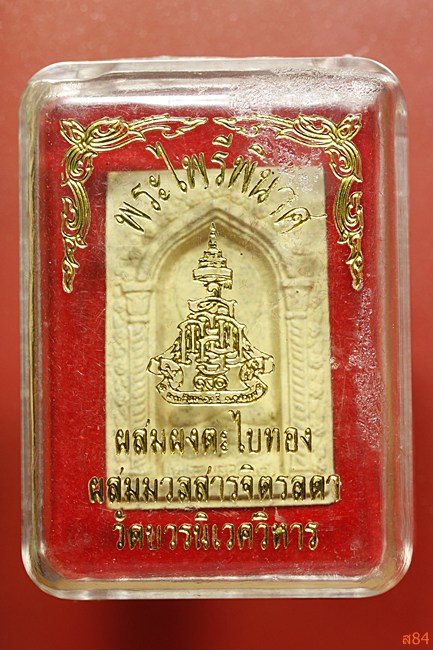 พระไพรีพินาศ
ผสมผงตะไบทอง
ผสมมวลสารจิตรลดา
วัดบวรนิเวศวิหาร
ส84